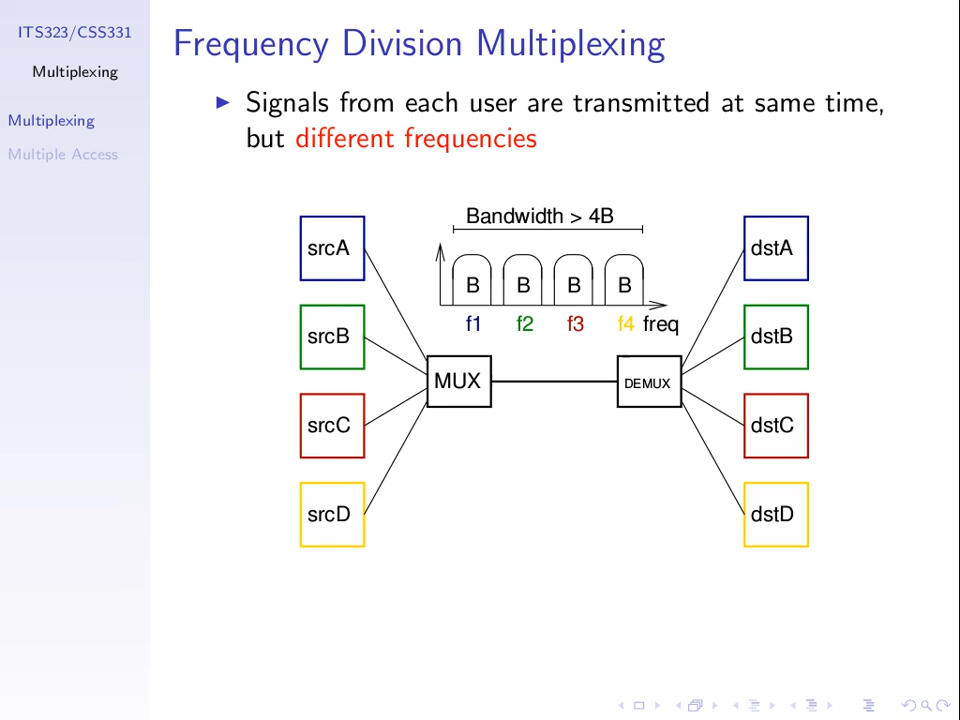 ITS323/CSS331
Multiplexing
Multiplexing
Multiple Access
Frequency Division Multiplexing
Signals from each user are transmitted at same time,
but different frequencies
Bandwidth > 4B
srcA
dstA
B B B B
f1 f2 f3 f4 freq
srcB
dstB
MUX
DEMUX
srcC
dstC
srcD
dstD